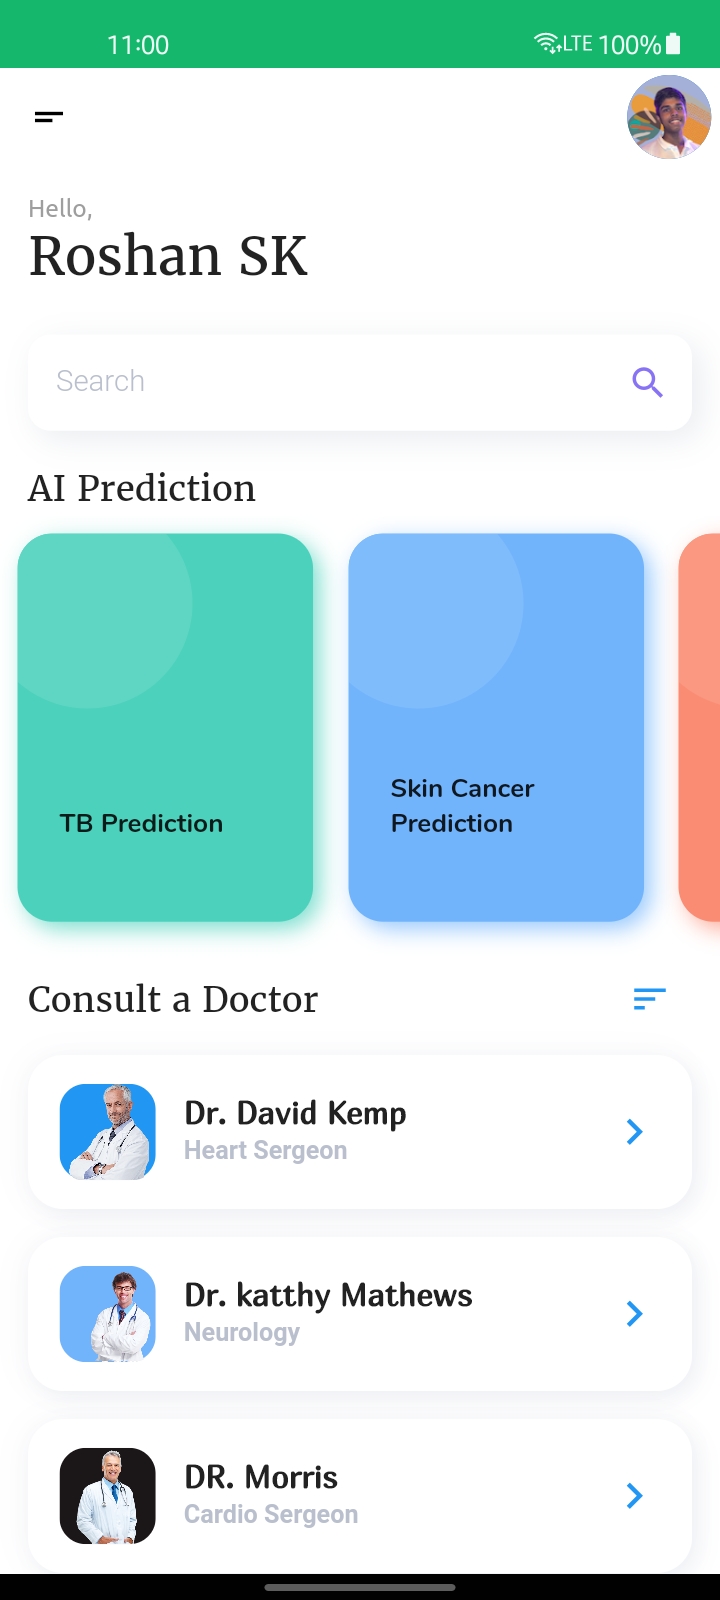 11:00
LTE 100%
Hello,
Roshan SK
Search
AI Prediction
TB Prediction
Skin Cancer
Prediction
Consult a Doctor
Dr. David Kemp
Heart Sergeon
Dr. katthy Mathews
Neurology
DR. Morris
Cardio Sergeon